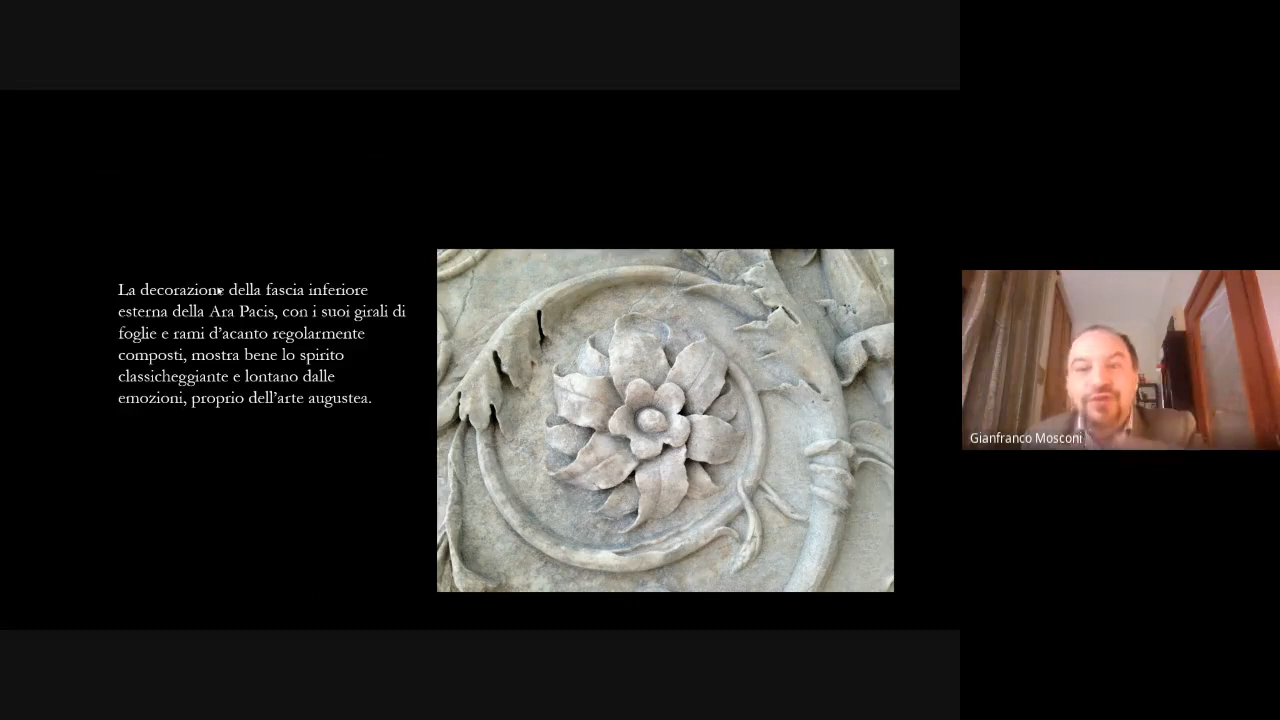 La decorazione della fascia inferiore
esterna della Ara Pacis, con i suoi girali di
foglie e rami d’acanto regolarmente
composti, mostra bene lo spirito
classicheggiante e lontano dalle
emozioni, proprio dell’arte augustea.
Gianfranco Mosconi